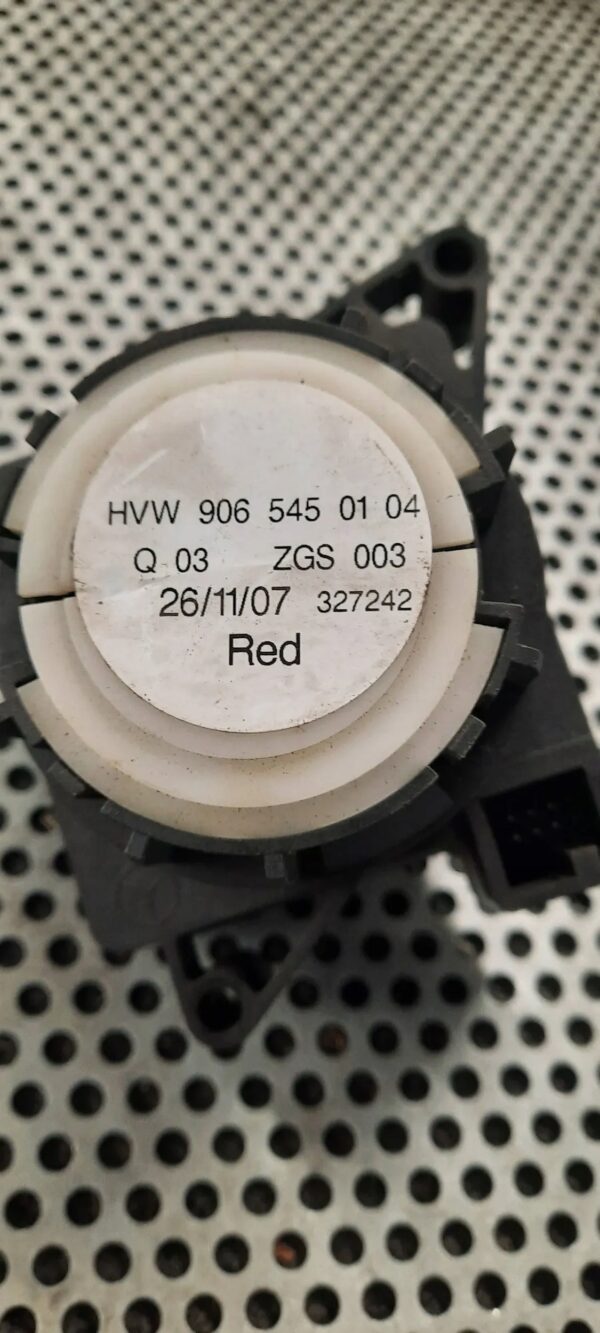 HVW 906 545 01 04
Q 03 ZGS 003
26/11/07 327242
Red